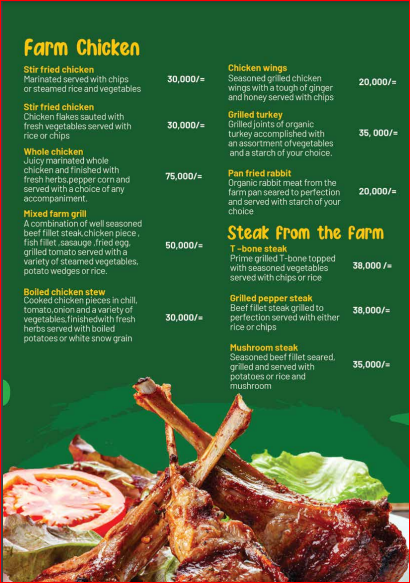 Farm Chicken
Stir fried chicken
Marinated served with chips
or steamed rice and vegetables
30,000/=
Stir fried chicken
Chicken flakes sauted with
fresh vegetables served with
rice or chips
30,000/=
Whole chicken
Juicy marinated whole
chicken and finished with
fresh herbs,pepper corn and
served with a choice of any
accompaniment.
75,000/=
Mixed farm grill
A combination of well seasoned
beef fillet steak,chicken piece ,
fish fillet ,sasauge ,fried egg,
grilled tomato served with a
variety of steamed vegetables,
potato wedges or rice.
50,000/=
Boiled chicken stew
Cooked chicken pieces in chill,
tomato,onion and a variety of
vegetables,finishedwith fresh
herbs served with boiled
potatoes or white snow grain
30,000/=
Chicken wings
Seasoned grilled chicken
wings with a tough of ginger
and honey served with chips
20,000/=
Grilled turkey
Grilled joints of organic
turkey accomplished with
an assortment ofvegetables
and a starch of your choice.
35, 000/=
Pan fried rabbit
Organic rabbit meat from the
farm pan seared to perfection
and served with starch of your
choice
20,000/=
Steak from the farm
T -bone steak
Prime grilled T-bone topped
with seasoned vegetables
served with chips or rice
38,000 /=
Grilled pepper steak
Beef fillet steak grilled to
perfection served with either
rice or chips
38,000/=
Mushroom steak
Seasoned beef fillet seared,
grilled and served with
potatoes or rice and
mushroom
35,000/=